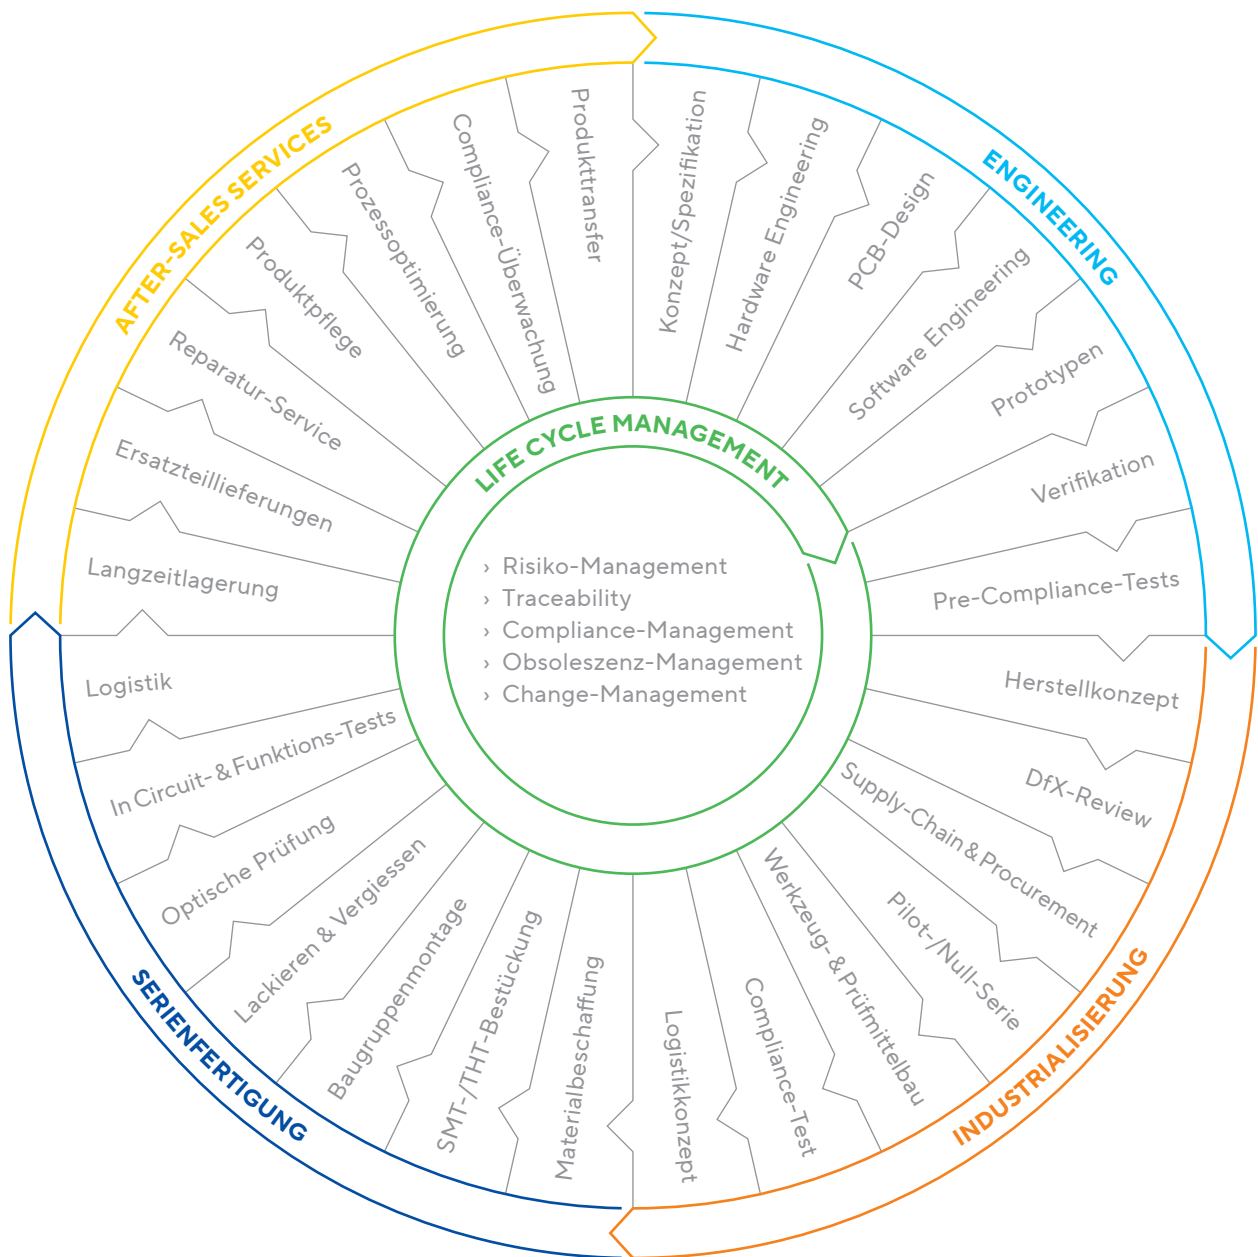 ENGINEERING
Konzept/Spezifikation
Hardware Engineering
PCB-Design
Software Engineering
Prototypen
Verifikation
Pre-Compliance-Tests
INDUSTRIALISIERUNG
Herstellkonzept
DfX-Review
Supply-Chain & Procurement
Pilot-/Null-Serie
Werkzeug- & Prüfmittelbau
Compliance-Test
Logistikkonzept
SERIENFERTIGUNG
Materialbeschaffung
SMT-/THT-Bestückung
Baugruppenmontage
Lackieren & Vergiessen
Optische Prüfung
In Circuit- & Funktions-Tests
Logistik
AFTER-SALES SERVICES
Langzeitlagerung
Ersatzteillieferungen
Reparatur-Service
Produktpflege
Prozessoptimierung
Compliance-Überwachung
Produkttransfer
LIFE CYCLE MANAGEMENT
› Risiko-Management
› Traceability
› Compliance-Management
› Obsoleszenz-Management
› Change-Management